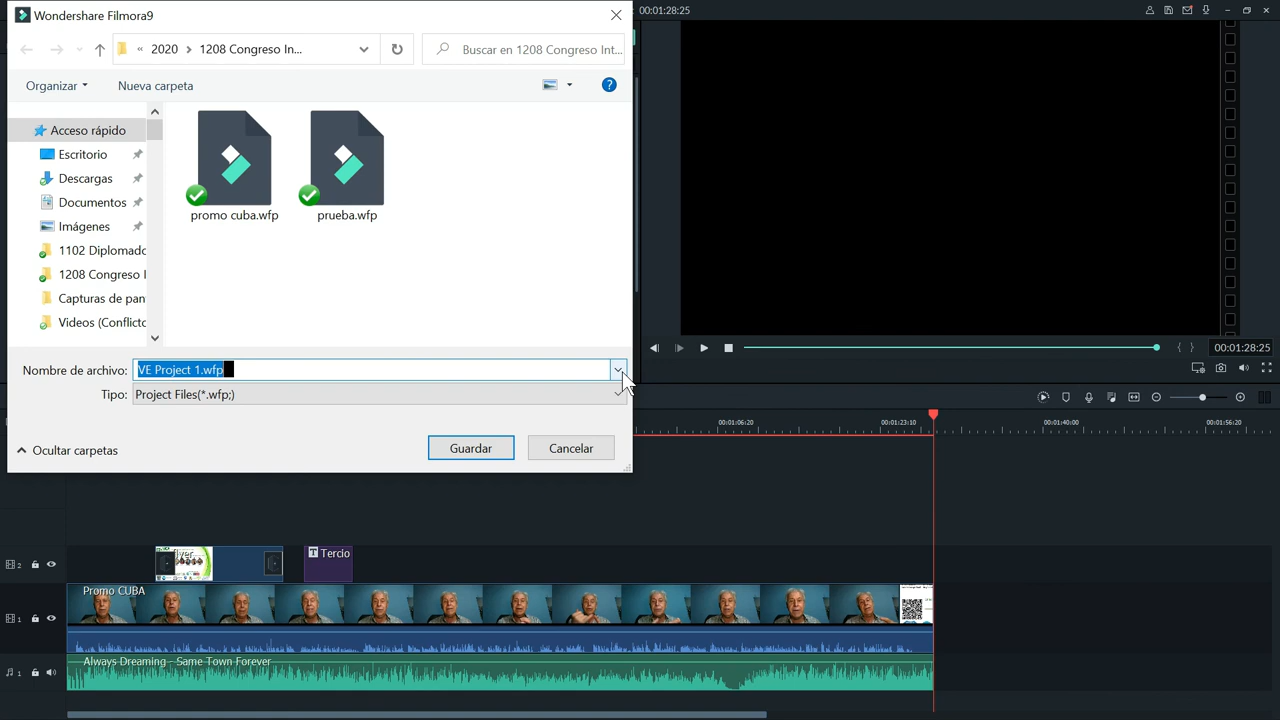 Wondershare Filmora9
00:01:28:25
« 2020 › 1208 Congreso In...
Buscar en 1208 Congreso Int...
Organizar
Nueva carpeta
Acceso rápido
Escritorio
Descargas
Documentos
Imágenes
1102 Diplomado
1208 Congreso I
Capturas de pan
Videos (Conflicto
promo cuba.wfp
prueba.wfp
Nombre de archivo: VE Project 1.wfp
Tipo: Project Files(*.wfp;)
Ocultar carpetas
Guardar
Cancelar
{ }
00:01:28:25
00:01:06:20
00:01:23:10
00:01:40:00
00:01:56:20
2
T Tercio
1
Promo CUBA
1
Always Dreaming - Same Town Forever